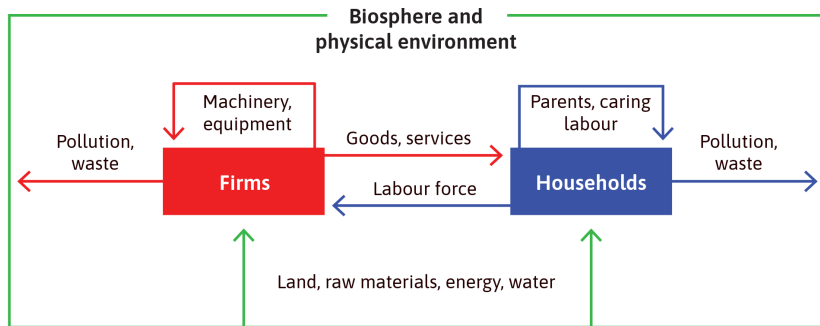 Biosphere and
physical environment
Machinery,
equipment
Parents, caring
labour
Pollution,
waste
Goods, services
Pollution,
waste
Firms
Labour force
Households
Land, raw materials, energy, water